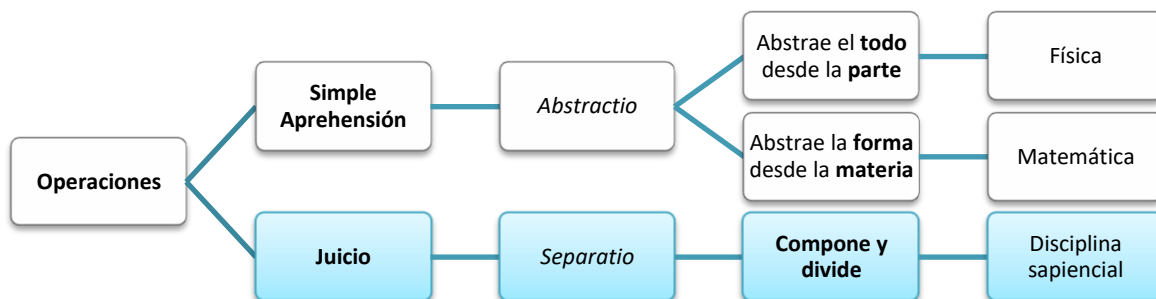 Operaciones
Simple
Aprehensión
Abstractio
Abstrae el todo
desde la parte
Física
Abstrae la forma
desde la materia
Matemática
Juicio
Separatio
Compone y
divide
Disciplina
sapiencial